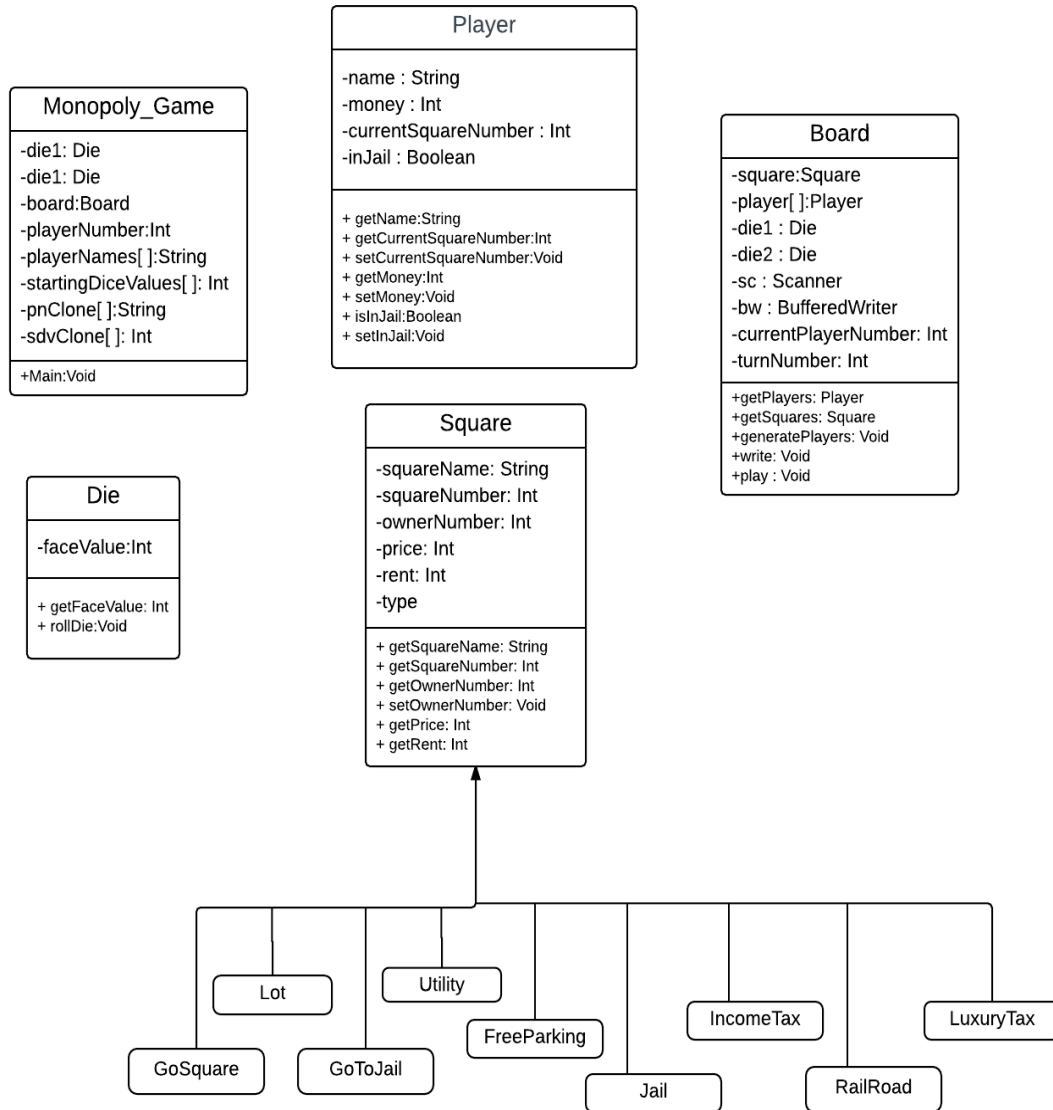 Player
-name : String
-money : Int
-currentSquareNumber : Int
-inJail : Boolean
+ getName:String
+ getCurrentSquareNumber:Int
+ setCurrentSquareNumber:Void
+ getMoney:Int
+ setMoney:Void
+ isInJail:Boolean
+ setInJail:Void
Monopoly_Game
-die1: Die
-die1: Die
-board:Board
-playerNumber:Int
-playerNames[ ]:String
-startingDiceValues[ ]: Int
-pnClone[ ]:String
-sdvClone[ ]: Int
+Main:Void
Board
-square:Square
-player[ ]:Player
-die1 : Die
-die2 : Die
-sc : Scanner
-bw : BufferedWriter
-currentPlayerNumber: Int
-turnNumber: Int
+getPlayers: Player
+getSquares: Square
+generatePlayers: Void
+write: Void
+play : Void
Square
-squareName: String
-squareNumber: Int
-ownerNumber: Int
-price: Int
-rent: Int
-type
+ getSquareName: String
+ getSquareNumber: Int
+ getOwnerNumber: Int
+ setOwnerNumber: Void
+ getPrice: Int
+ getRent: Int
Die
-faceValue:Int
+ getFaceValue: Int
+ rollDie:Void
GoSquare
Lot
GoToJail
Utility
FreeParking
Jail
IncomeTax
RailRoad
LuxuryTax